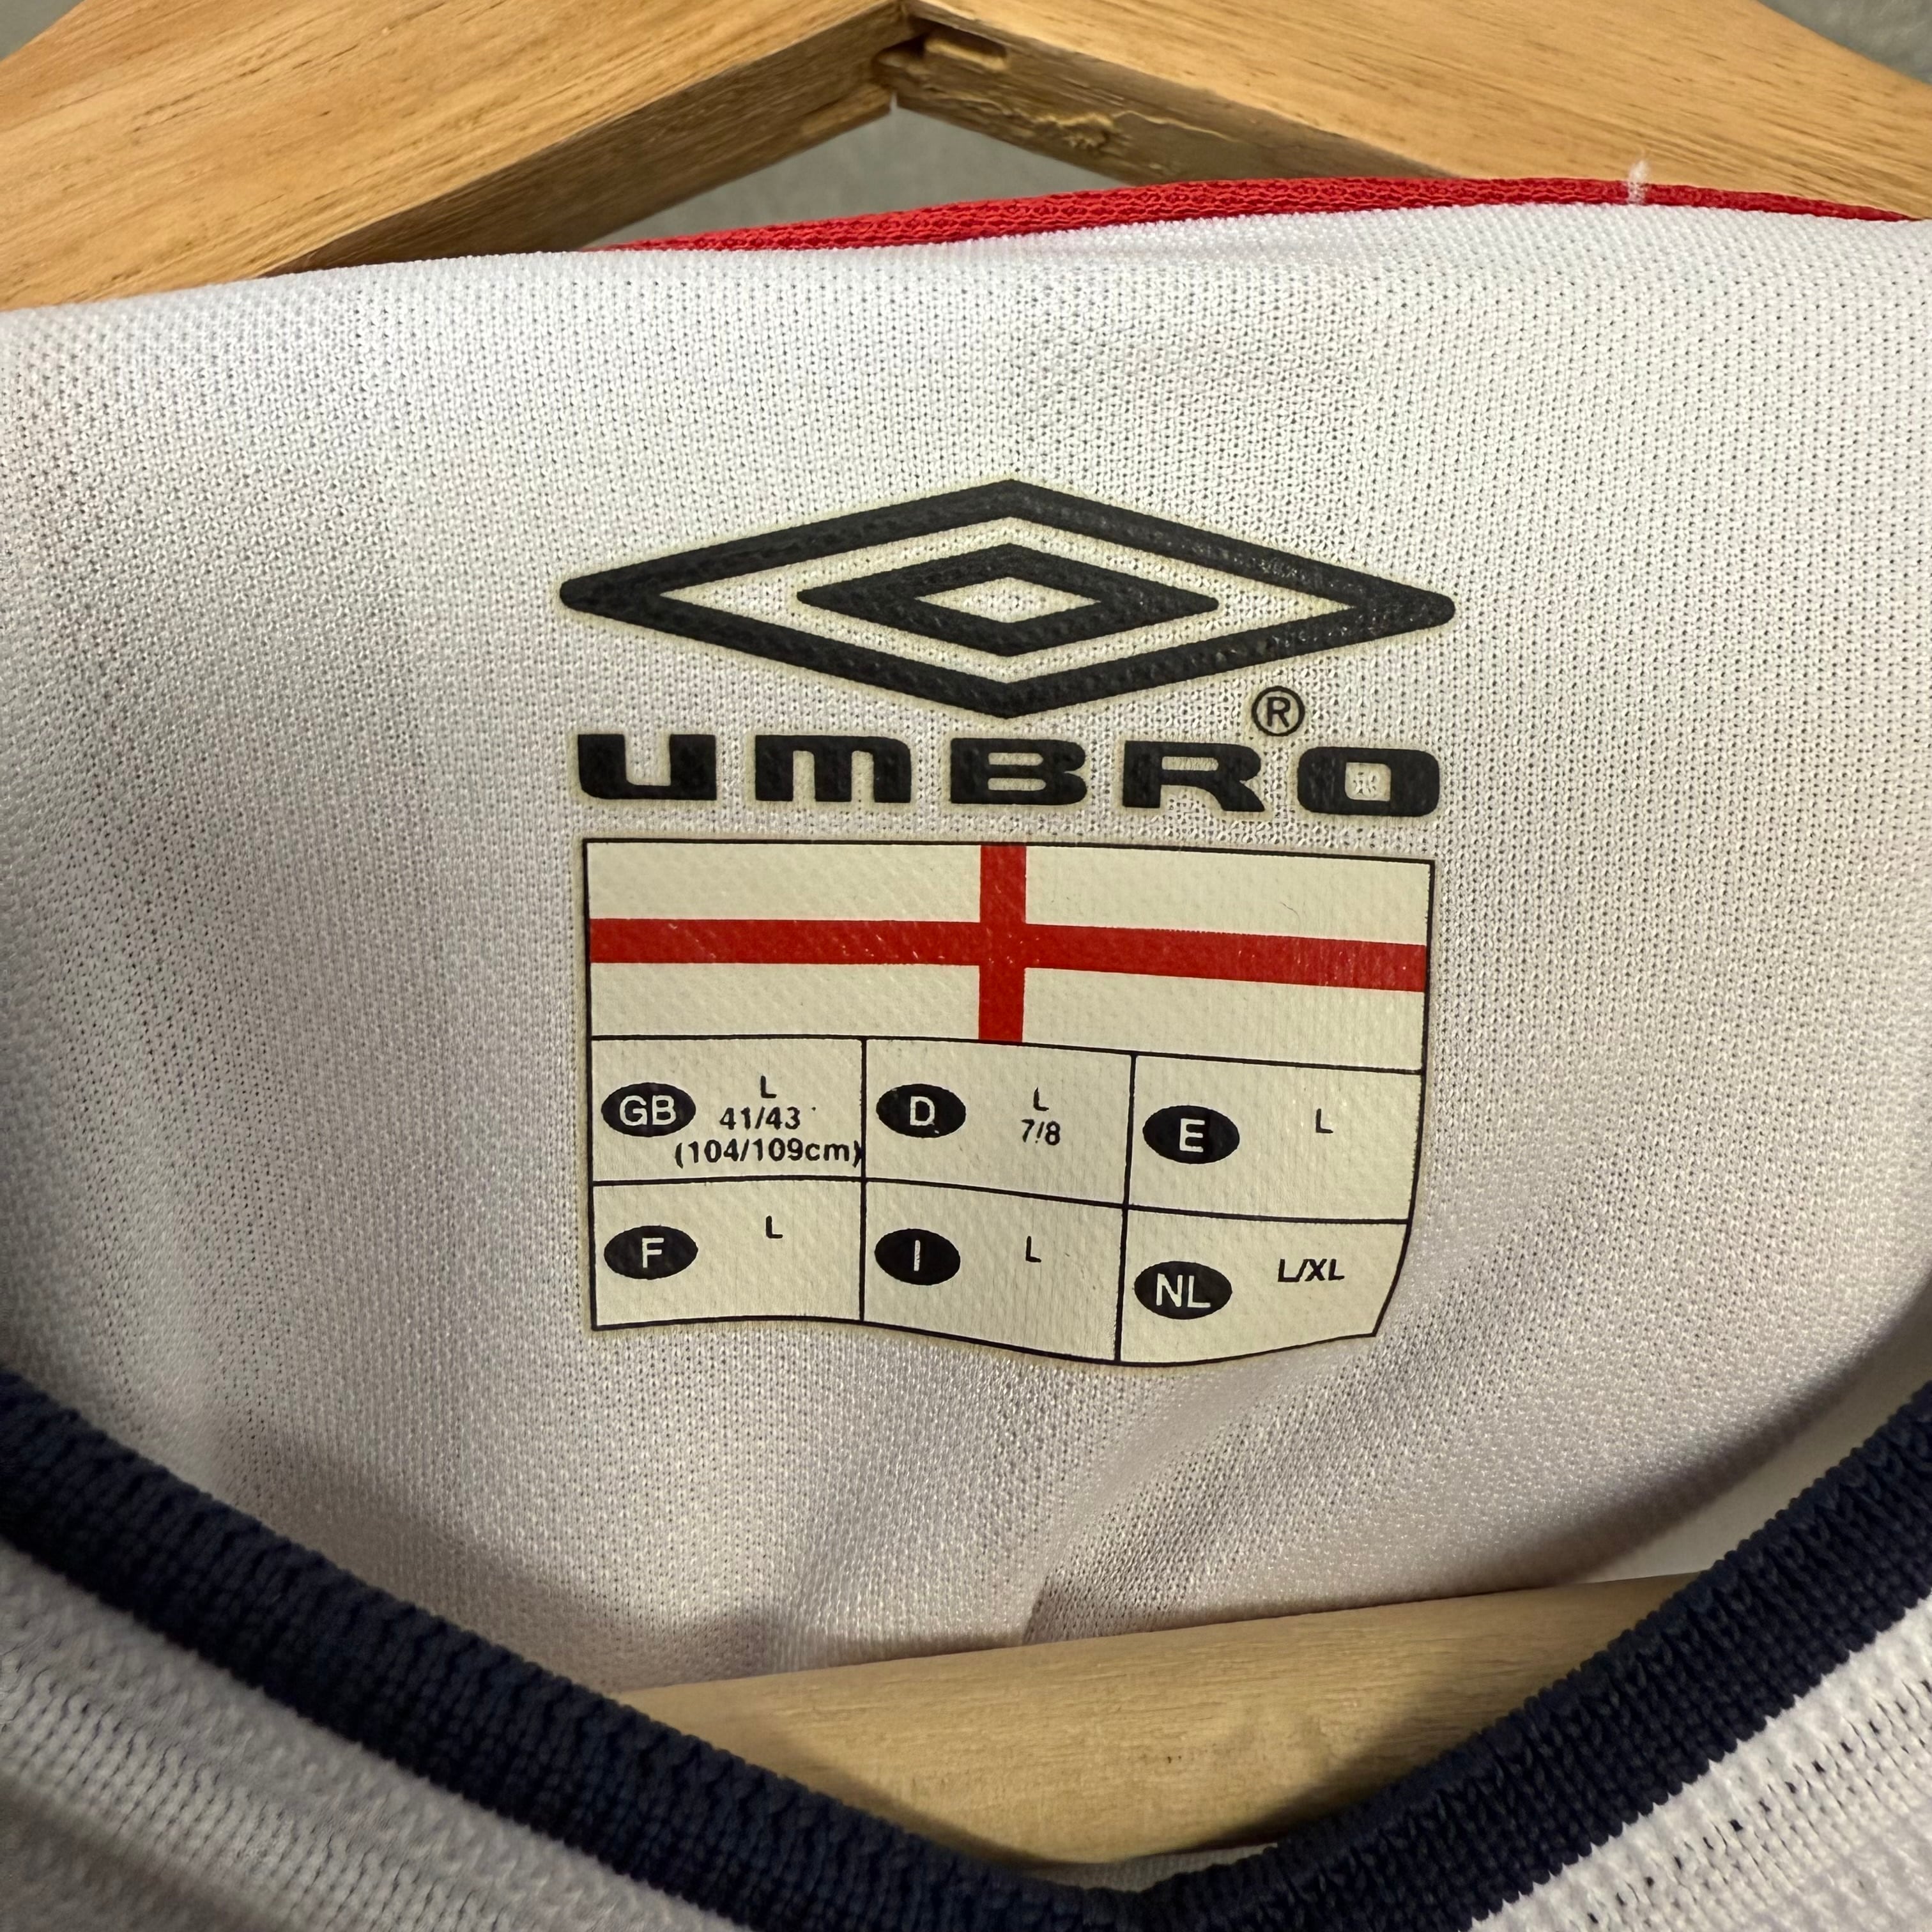 ®
UMBRO
GB L
41/43
(104/109cm)
D L
7/8
E L
F L
I L
NL L/XL